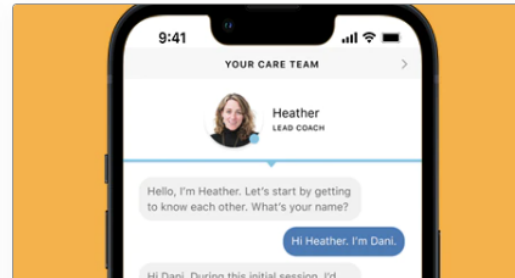 9:41
YOUR CARE TEAM
Heather
LEAD COACH
Hello, I'm Heather. Let's start by getting
to know each other. What's your name?
Hi Heather. I'm Dani.
Hi Dani. During this initial session, I'd